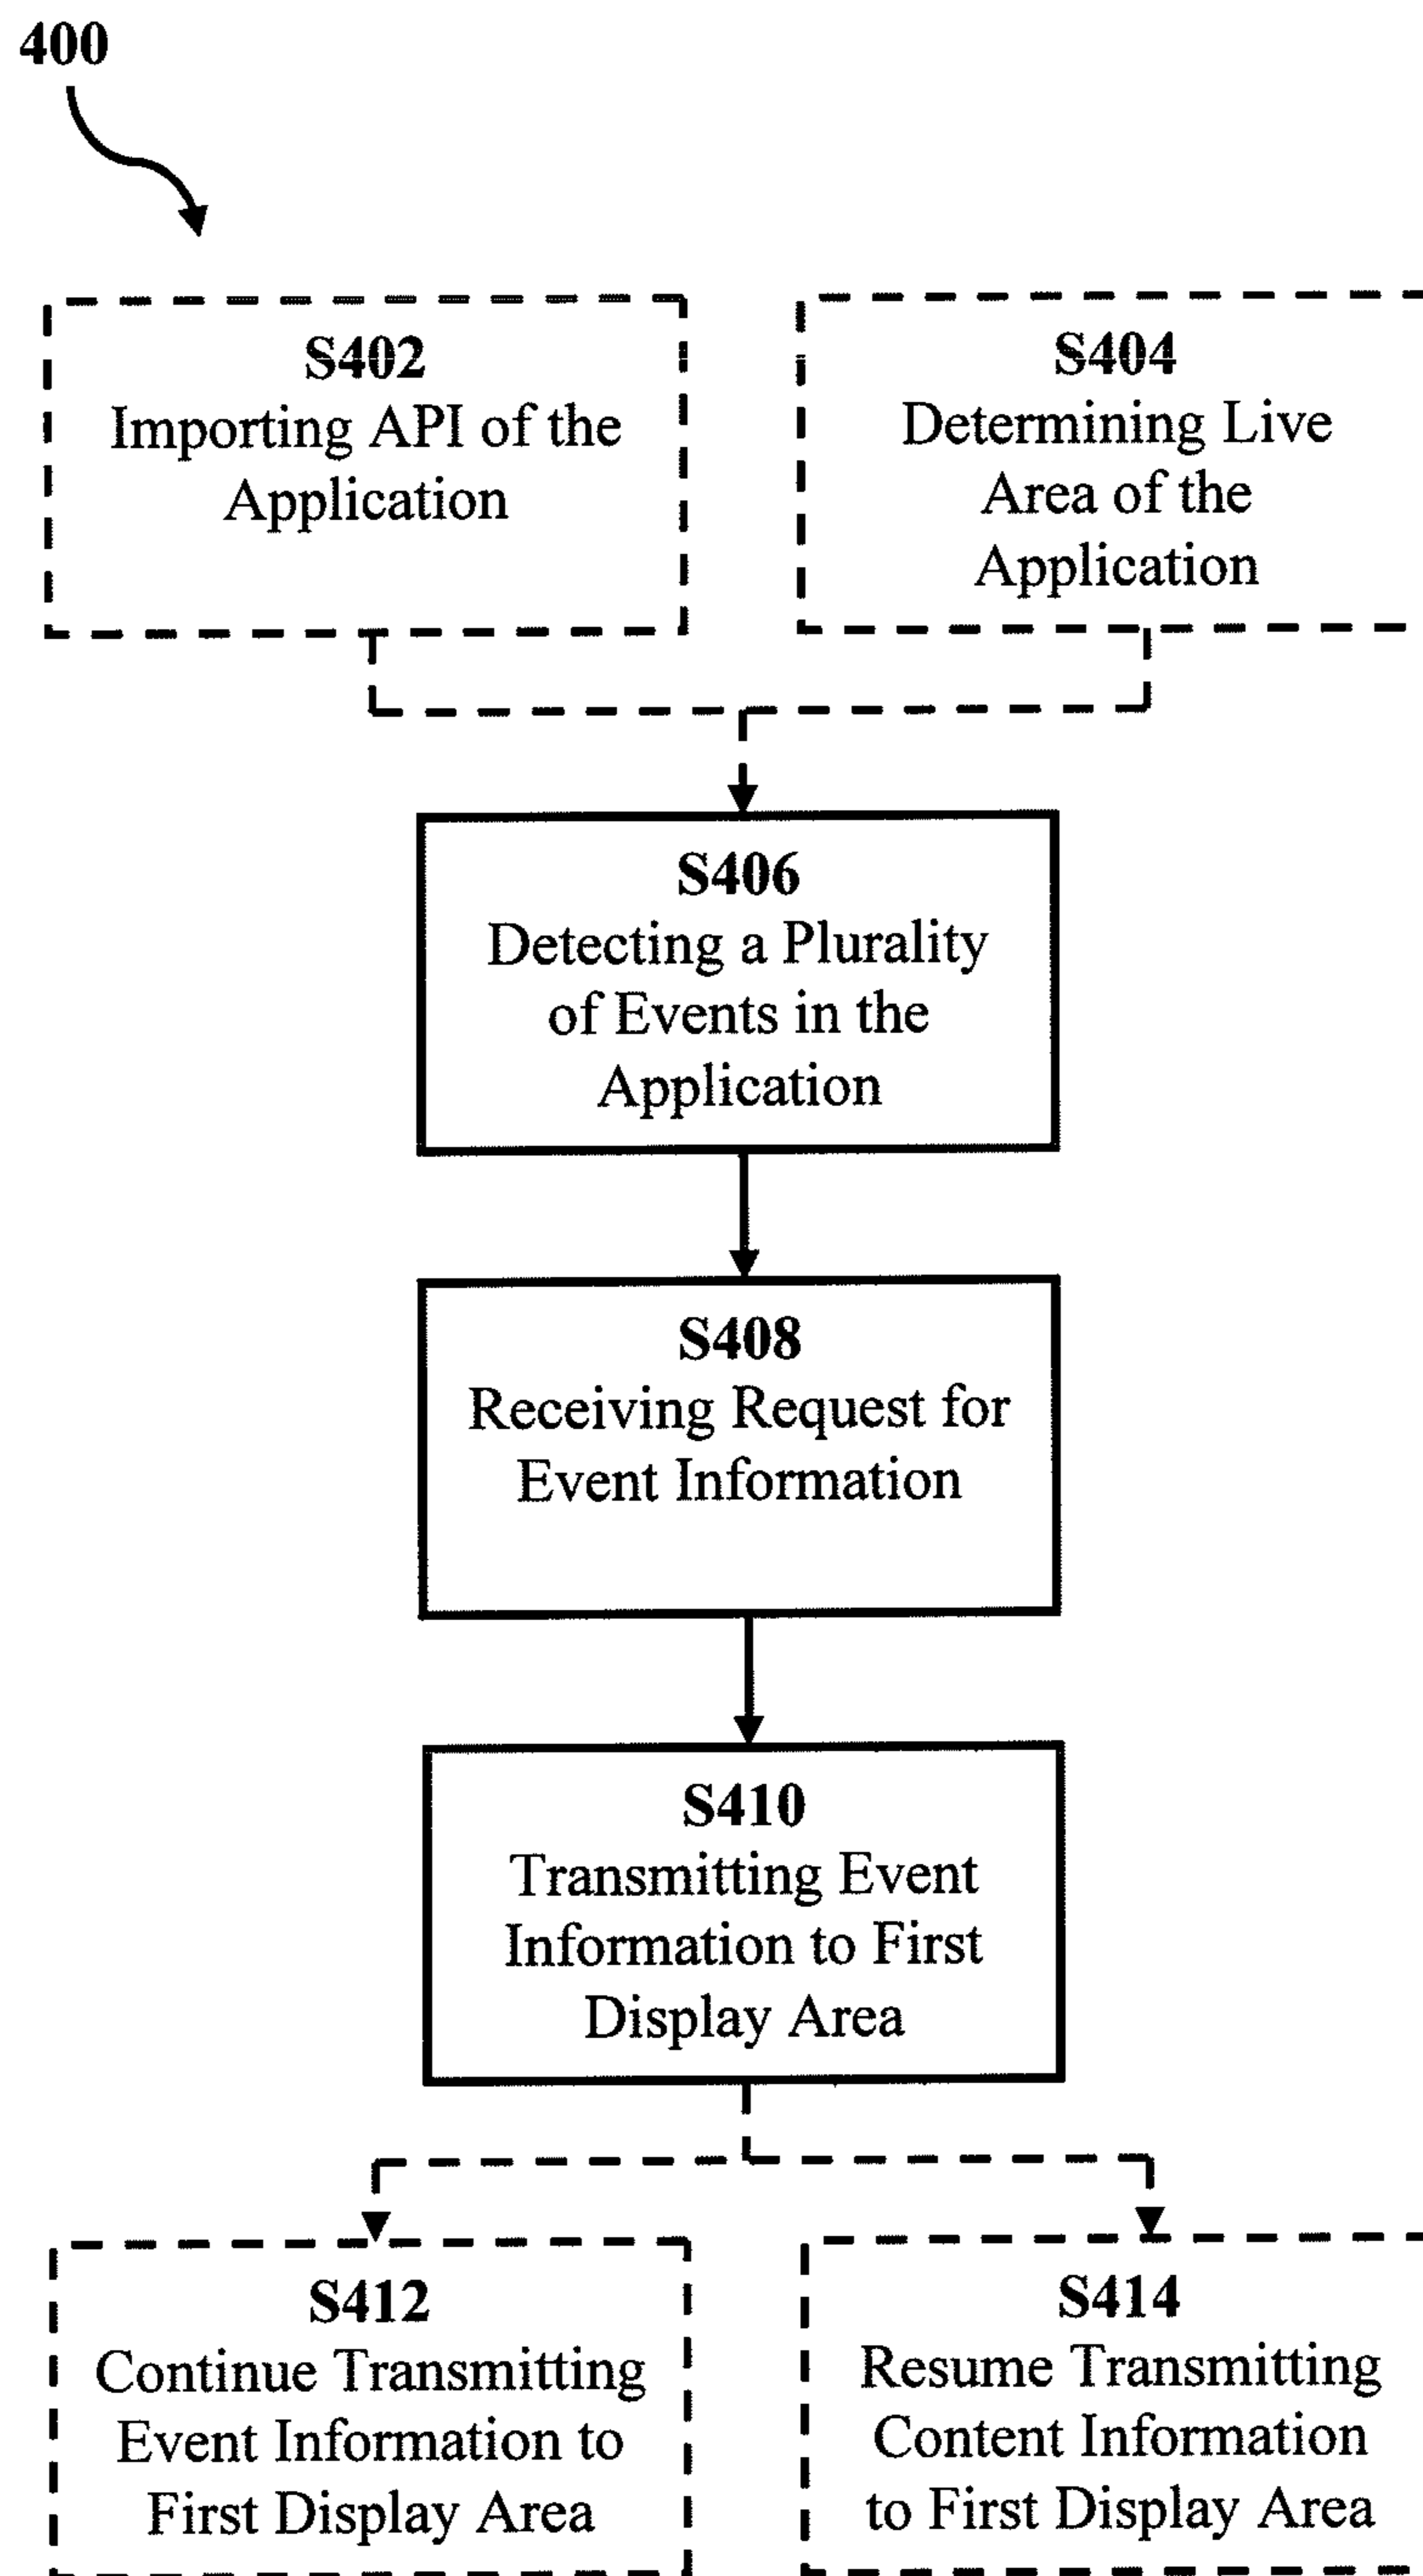 400
S402
Importing API of the
Application
S404
Determining Live
Area of the
Application
S406
Detecting a Plurality
of Events in the
Application
S408
Receiving Request for
Event Information
S410
Transmitting Event
Information to First
Display Area
S412
Continue Transmitting
Event Information to
First Display Area
S414
Resume Transmitting
Content Information
to First Display Area